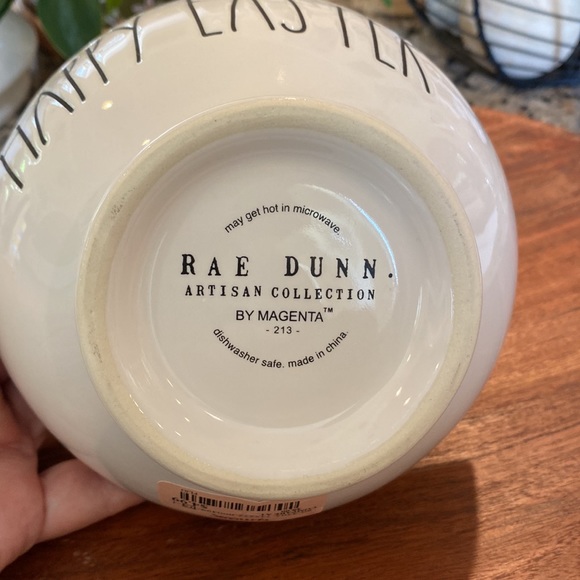 HAPPY EASTER
may get hot in microwave.
RAE DUNN.
ARTISAN COLLECTION
BY MAGENTA™
- 213 -
dishwasher safe. made in china.